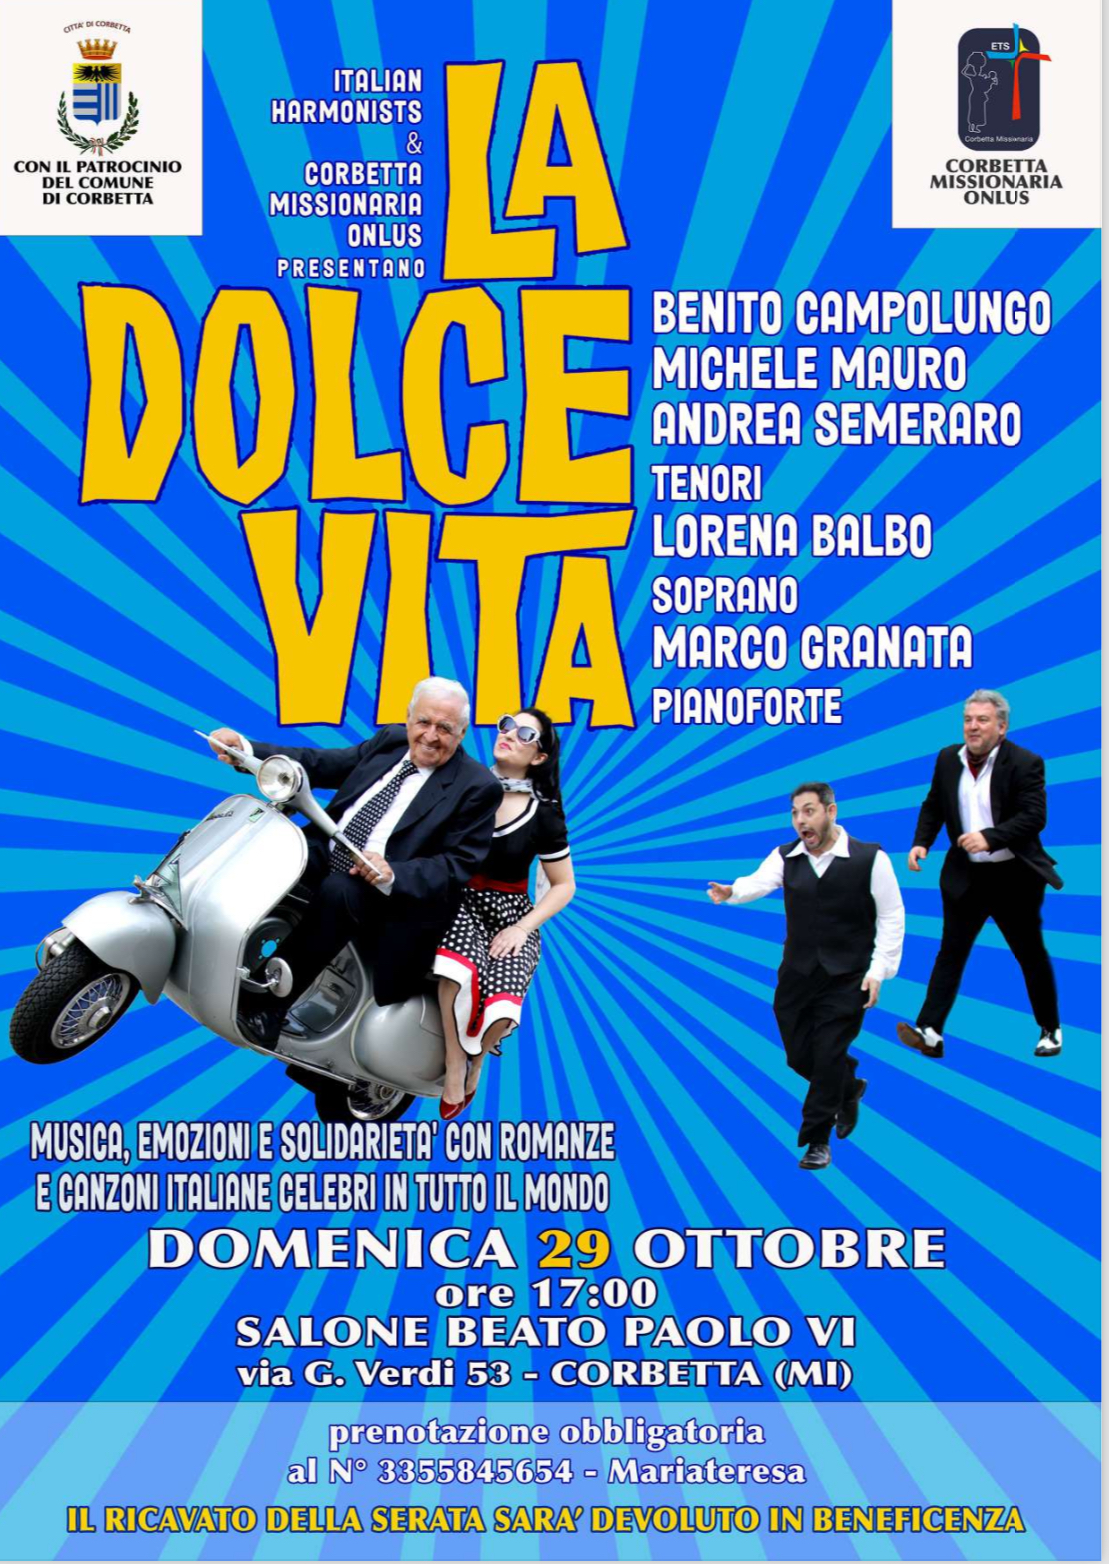 CITTA' DI CORBETTA
CON IL PATROCINIO
DEL COMUNE
DI CORBETTA
ITALIAN
HARMONISTS
&
CORBETTA
MISSIONARIA
ONLUS
PRESENTANO
ETS
Corbetta Missionaria
CORBETTA
MISSIONARIA
ONLUS
LA
DOLCE
VITA
BENITO CAMPOLUNGO
MICHELE MAURO
ANDREA SEMERARO
TENORI
LORENA BALBO
SOPRANO
MARCO GRANATA
PIANOFORTE
MUSICA, EMOZIONI E SOLIDARIETA' CON ROMANZE
E CANZONI ITALIANE CELEBRI IN TUTTO IL MONDO
DOMENICA 29 OTTOBRE
ore 17:00
SALONE BEATO PAOLO VI
via G. Verdi 53 - CORBETTA (MI)
prenotazione obbligatoria
al N° 3355845654 - Mariateresa
IL RICAVATO DELLA SERATA SARA' DEVOLUTO IN BENEFICENZA